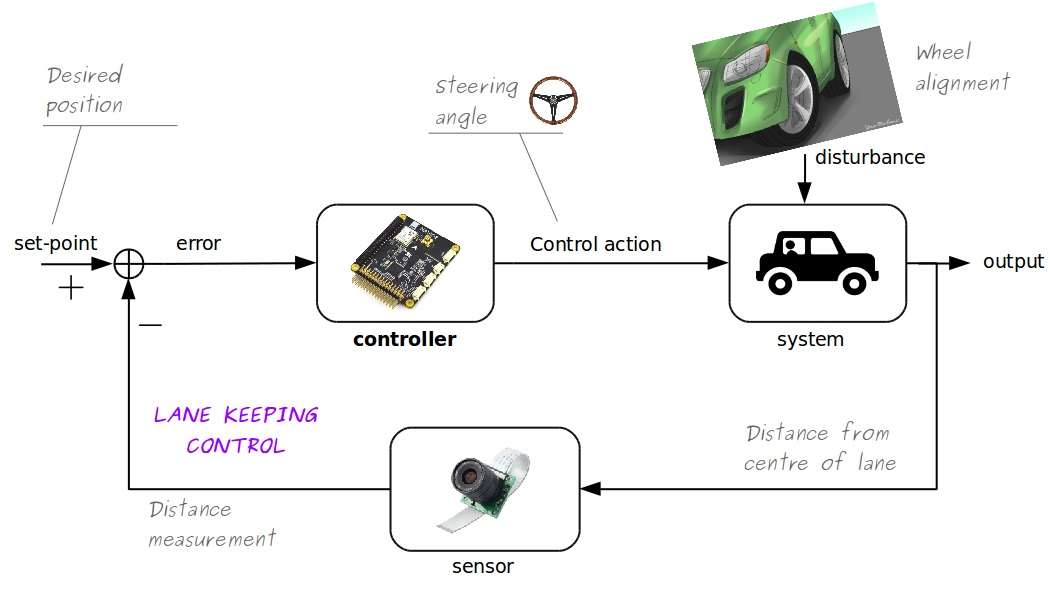 Desired
position
Steering
angle
Wheel
alignment
disturbance
set-point
+
error
Control action
output
—
controller
system
LANE KEEPING
CONTROL
Distance from
centre of lane
Distance
measurement
sensor